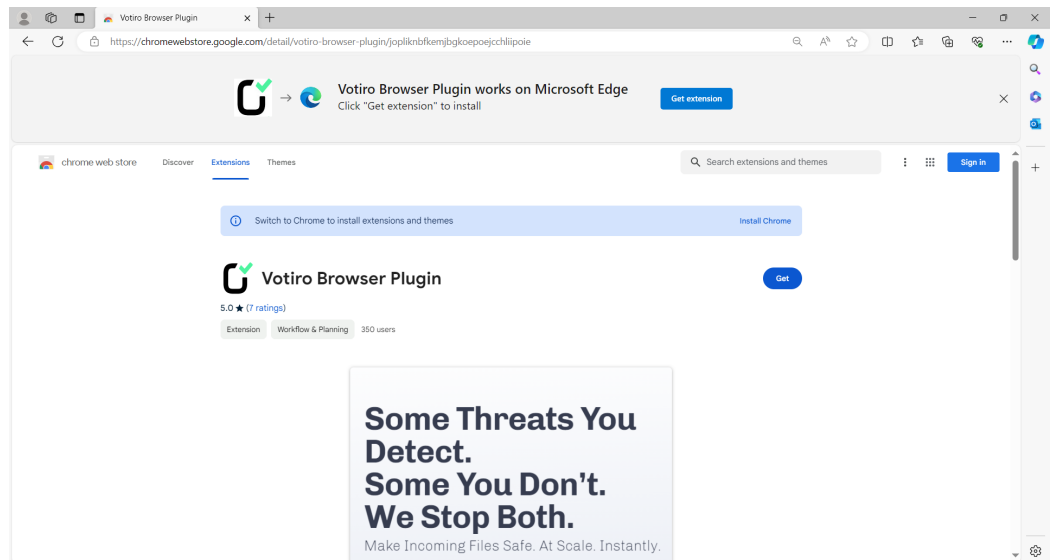 Votiro Browser Plugin
https://chromewebstore.google.com/detail/votiro-browser-plugin/jopliknbfkemjbgkoepoejcchliipoie
Votiro Browser Plugin works on Microsoft Edge
Click "Get extension" to install
Get extension
chrome web store
Discover
Extensions
Themes
Search extensions and themes
Sign in
Switch to Chrome to install extensions and themes
Install Chrome
Votiro Browser Plugin
Get
5.0 ★ (7 ratings)
Extension
Workflow & Planning
350 users
Some Threats You
Detect.
Some You Don't.
We Stop Both.
Make Incoming Files Safe. At Scale. Instantly.